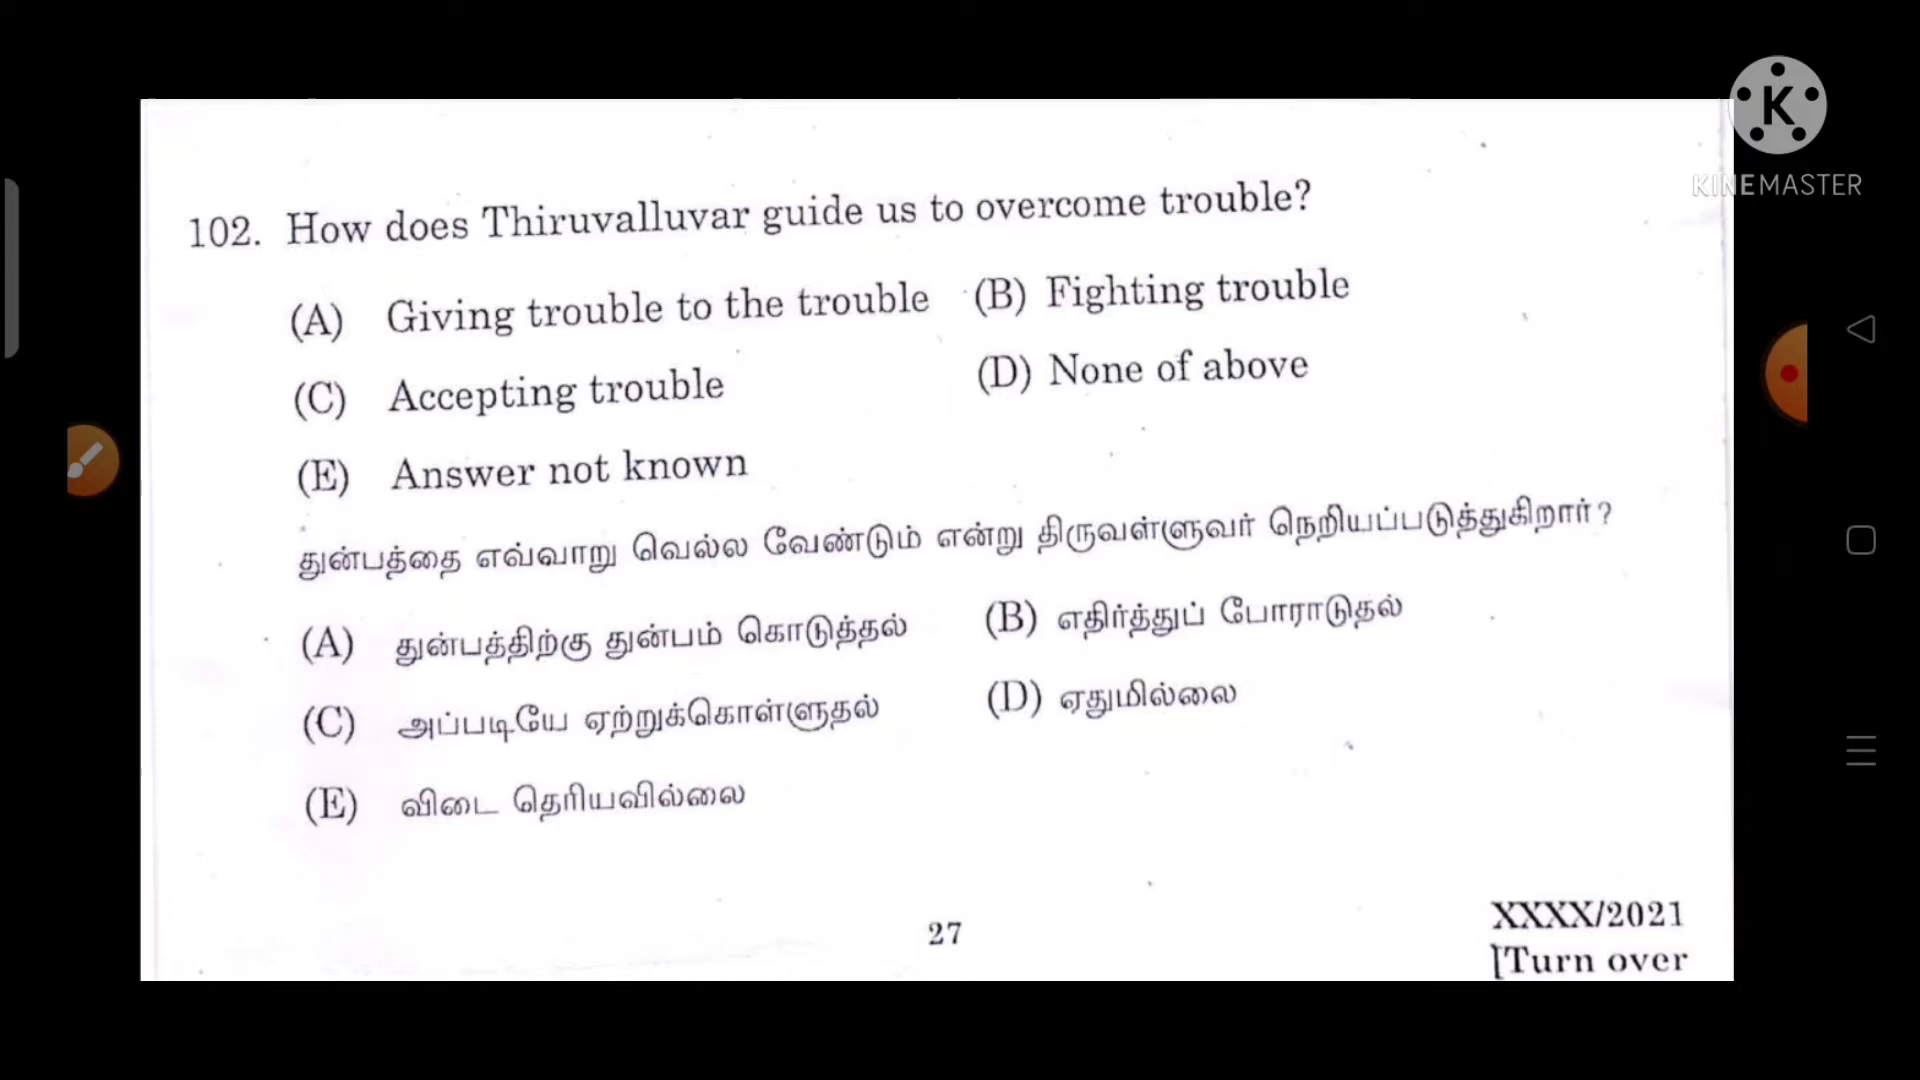 K
KINEMASTER
102. How does Thiruvalluvar guide us to overcome trouble?
(A) Giving trouble to the trouble (B) Fighting trouble
(C) Accepting trouble (D) None of above
(E) Answer not known
துன்பத்தை எவ்வாறு வெல்ல வேண்டும் என்று திருவள்ளுவர் நெறியப்படுத்துகிறார்?
(A) துன்பத்திற்கு துன்பம் கொடுத்தல் (B) எதிர்த்துப் போராடுதல்
(C) அப்படியே ஏற்றுக்கொள்ளுதல் (D) ஏதுமில்லை
(E) விடை தெரியவில்லை
27
XXXX/2021
[Turn over